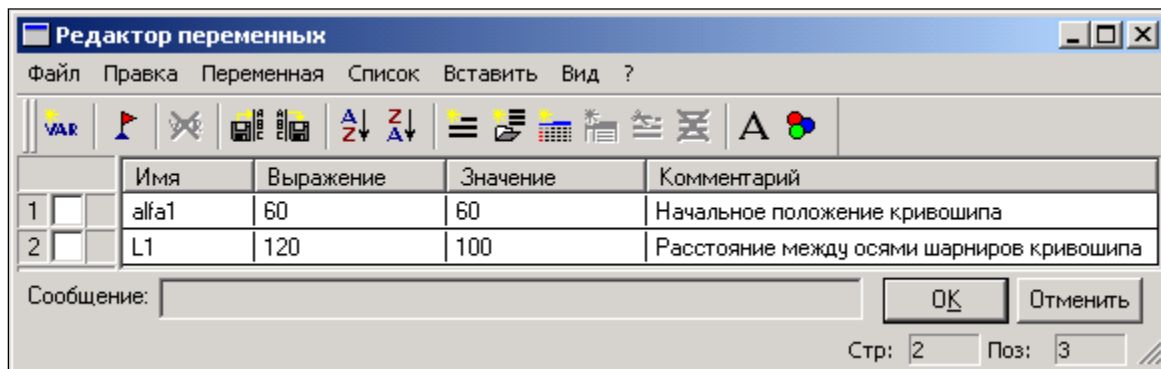 Редактор переменных
Файл Правка Переменная Список Вставить Вид ?
VAR A Z Z A A
Имя Выражение Значение Комментарий
1 alfa1 60 60 Начальное положение кривошипа
2 L1 120 100 Расстояние между осями шарниров кривошипа
Сообщение: OK Отменить
Стр: 2 Поз: 3